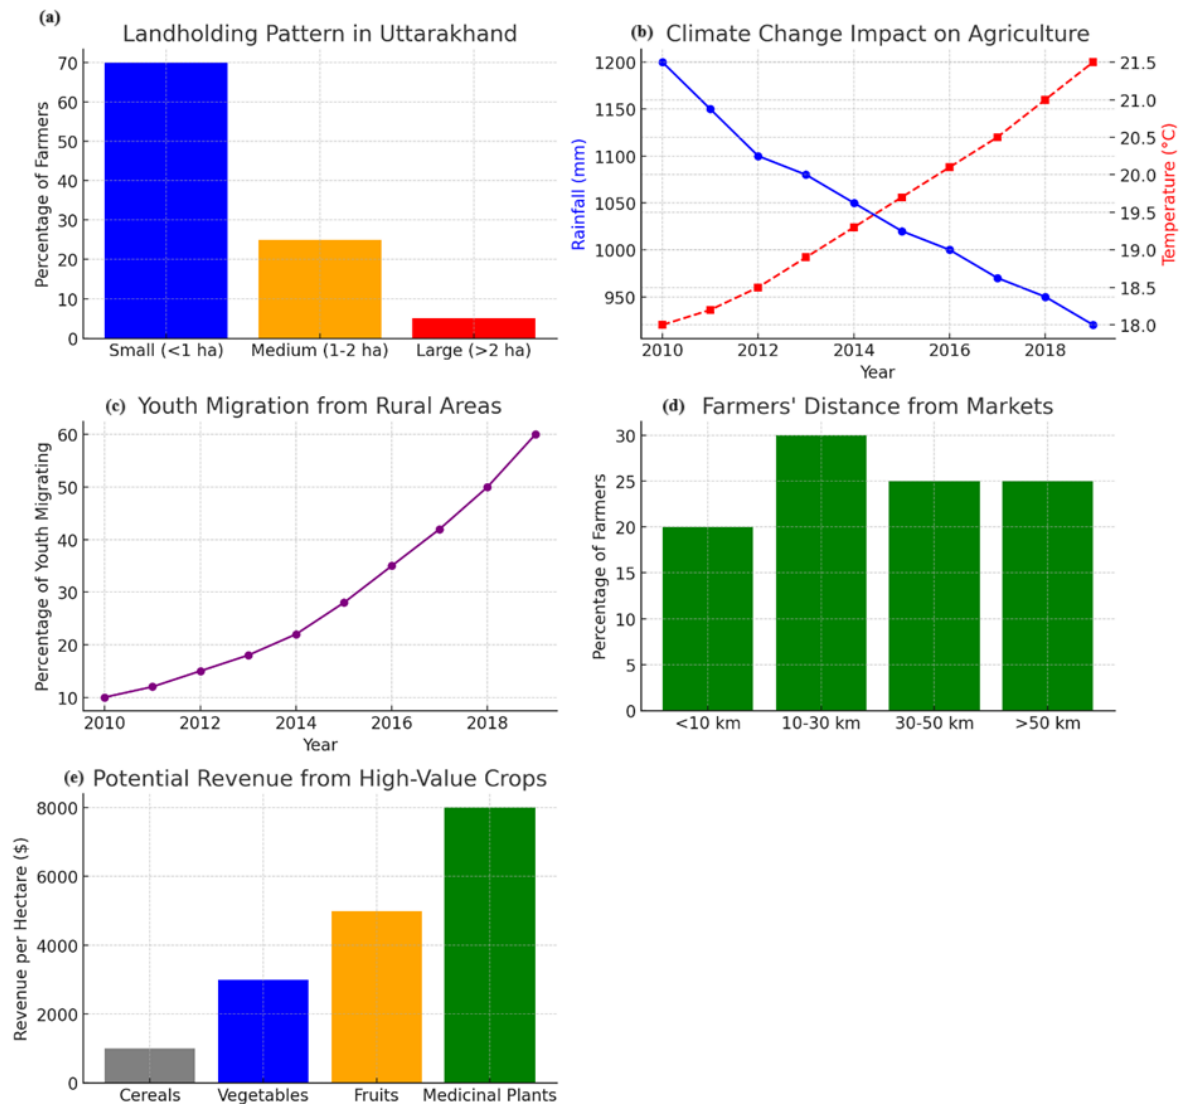 (a)
Landholding Pattern in Uttarakhand
Percentage of Farmers
70
60
50
40
30
20
10
0
Small (<1 ha) Medium (1-2 ha) Large (>2 ha)
(b) Climate Change Impact on Agriculture
Rainfall (mm)
1200
1150
1100
1050
1000
950
21.5
21.0
20.5
20.0
19.5
19.0
18.5
18.0
Temperature (°C)
2010 2012 2014 2016 2018
Year
(c) Youth Migration from Rural Areas
Percentage of Youth Migrating
60
50
40
30
20
10
2010 2012 2014 2016 2018
Year
(d) Farmers' Distance from Markets
Percentage of Farmers
30
25
20
15
10
5
0
<10 km 10-30 km 30-50 km >50 km
(e) Potential Revenue from High-Value Crops
Revenue per Hectare ($)
8000
6000
4000
2000
0
Cereals Vegetables Fruits Medicinal Plants